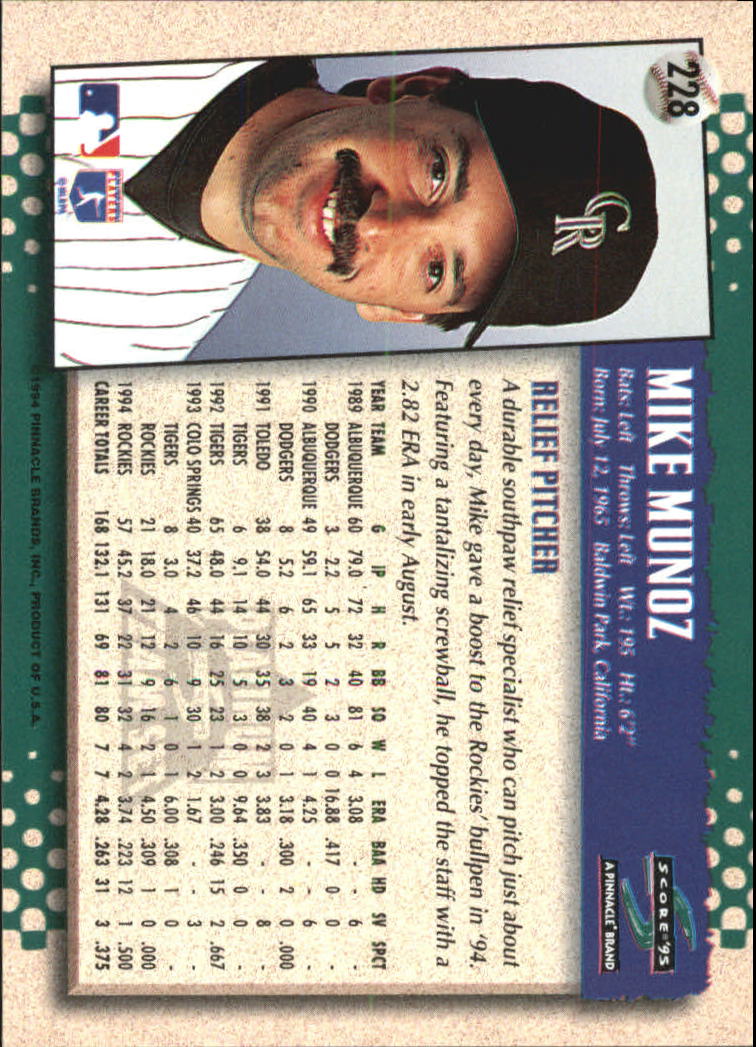 228
CR
PLAYERS
© MLBPA
MIKE MUNOZ
Bats: Left Throws: Left Wt.: 195 Ht.: 6'2"
Born: July 12, 1965 Baldwin Park, California
SCORE® '95
A PINNACLE® BRAND
RELIEF PITCHER
A durable southpaw relief specialist who can pitch just about
every day, Mike gave a boost to the Rockies' bullpen in '94.
Featuring a tantalizing screwball, he topped the staff with a
2.82 ERA in early August.
YEAR TEAM G IP H R BB SO W L ERA BAA HD SV SPCT
1989 ALBUQUERQUE 60 79.0 72 32 40 81 6 4 3.08 - - 6 -
DODGERS 3 2.2 5 5 2 3 0 0 16.88 .417 0 0 -
1990 ALBUQUERQUE 49 59.1 65 33 19 40 4 1 4.25 - - 6 -
DODGERS 8 5.2 6 2 3 2 0 1 3.18 .300 2 0 .000
1991 TOLEDO 38 54.0 44 30 35 38 2 3 3.83 - - 8 -
TIGERS 6 9.1 14 10 5 3 0 0 9.64 .350 0 0 -
1992 TIGERS 65 48.0 44 16 25 23 1 2 3.00 .246 15 2 .667
1993 COLO SPRINGS 40 37.2 46 10 9 30 1 2 1.67 - - 3 -
TIGERS 8 3.0 4 2 6 1 0 1 6.00 .308 1 0 -
ROCKIES 21 18.0 21 12 9 16 2 1 4.50 .309 1 0 .000
1994 ROCKIES 57 45.2 37 22 31 32 4 2 3.74 .223 12 1 .500
CAREER TOTALS 168 132.1 131 69 81 80 7 7 4.28 .263 31 3 .375
©1994 PINNACLE BRANDS, INC., PRODUCT OF U.S.A.